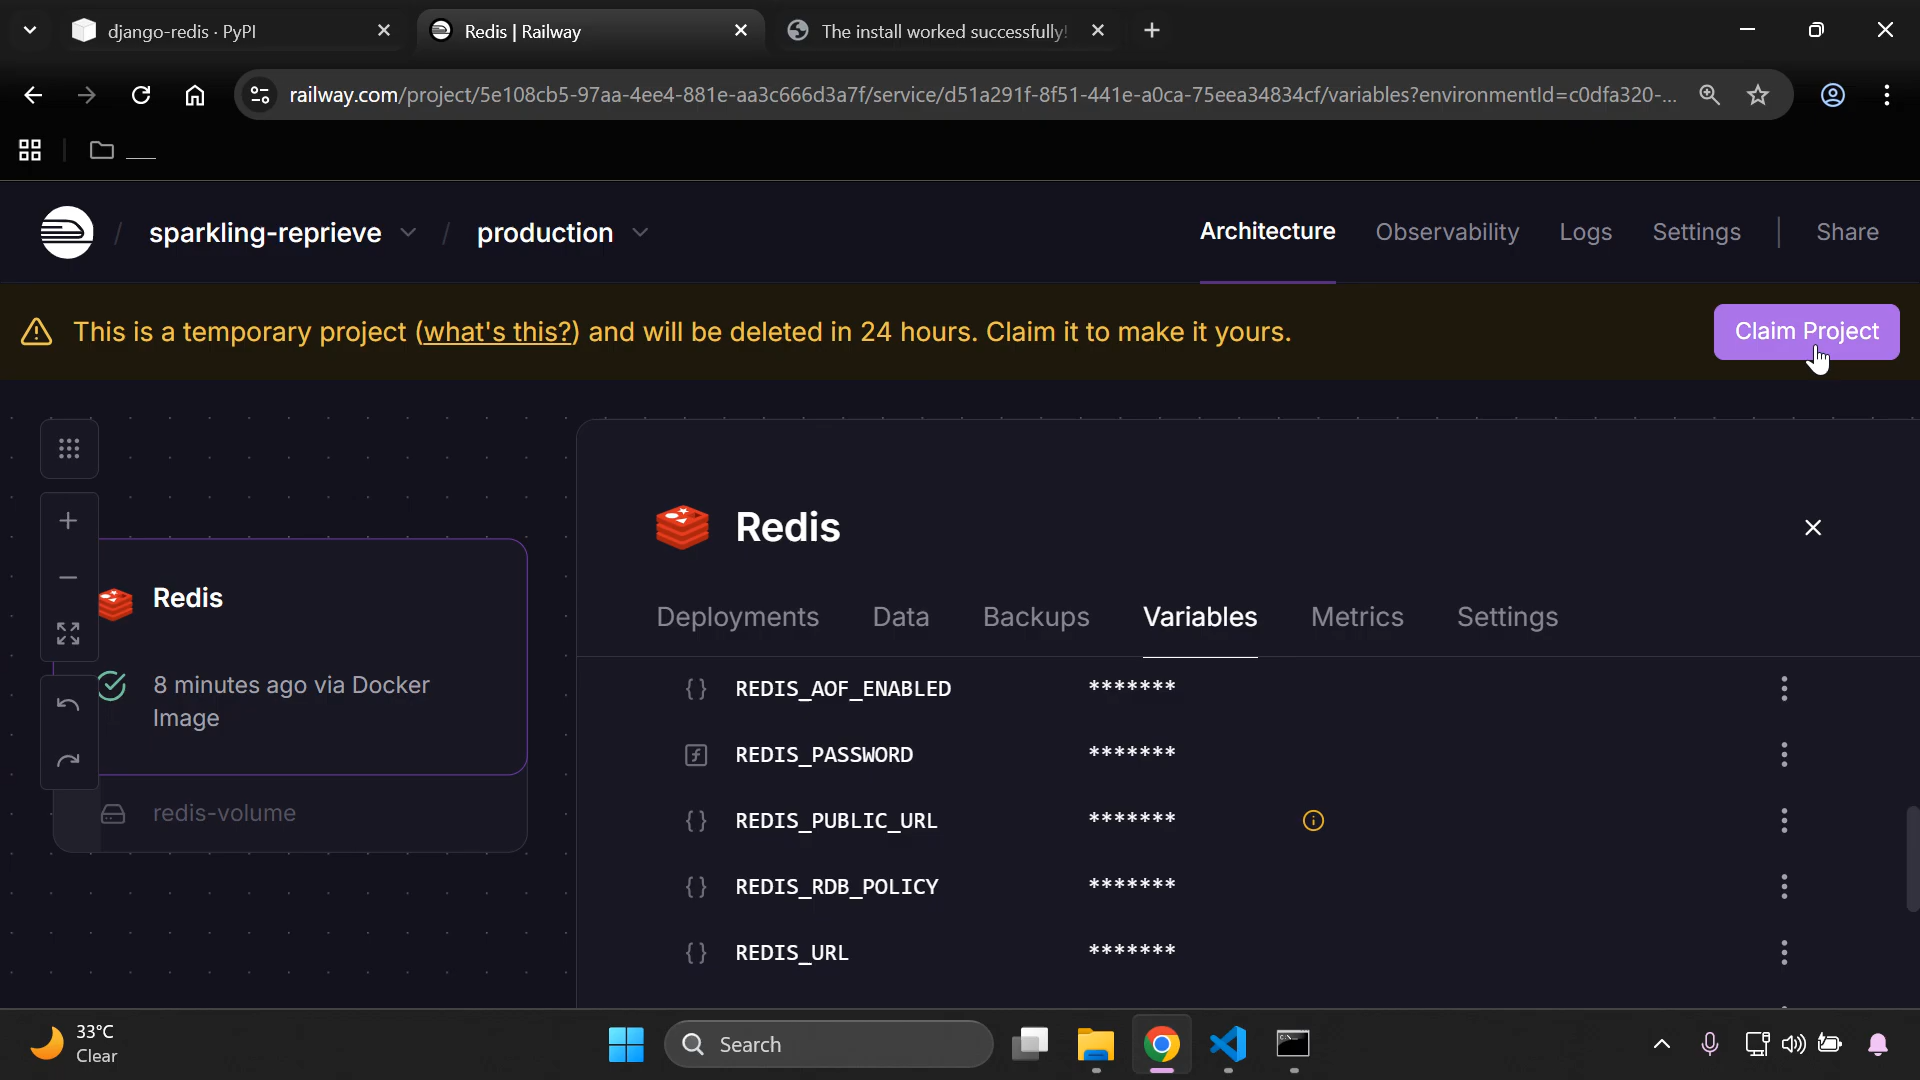 django-redis · PyPI
Redis | Railway
The install worked successfully!
railway.com/project/5e108cb5-97aa-4ee4-881e-aa3c666d3a7f/service/d51a291f-8f51-441e-a0ca-75eea34834cf/variables?environmentId=c0dfa320-...
___
/ sparkling-reprieve / production
Architecture Observability Logs Settings | Share
This is a temporary project (what's this?) and will be deleted in 24 hours. Claim it to make it yours.
Claim Project
Redis
8 minutes ago via Docker
Image
redis-volume
Redis
Deployments Data Backups Variables Metrics Settings
{} REDIS_AOF_ENABLED *******
REDIS_PASSWORD *******
{} REDIS_PUBLIC_URL *******
{} REDIS_RDB_POLICY *******
{} REDIS_URL *******
33°C
Clear
Search